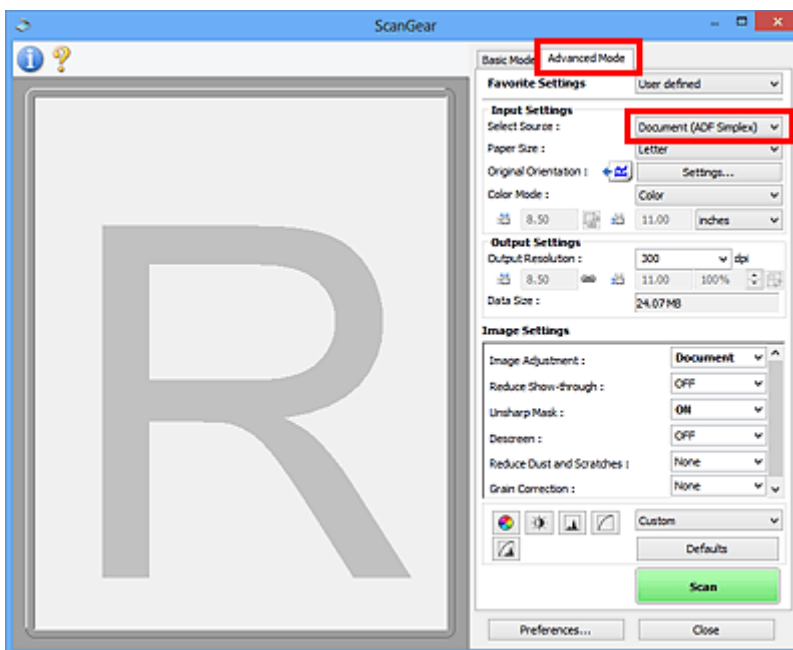 ScanGear
Basic Mode Advanced Mode
Favorite Settings User defined
Input Settings
Select Source : Document (ADF Simplex)
Paper Size : Letter
Original Orientation : Settings...
Color Mode : Color
8.50 11.00 inches
Output Settings
Output Resolution : 300 dpi
8.50 11.00 100%
Data Size : 24.07 MB
Image Settings
Image Adjustment : Document
Reduce Show-through : OFF
Unsharp Mask : ON
Descreen : OFF
Reduce Dust and Scratches : None
Grain Correction : None
Custom
Defaults
Scan
Preferences... Close
R